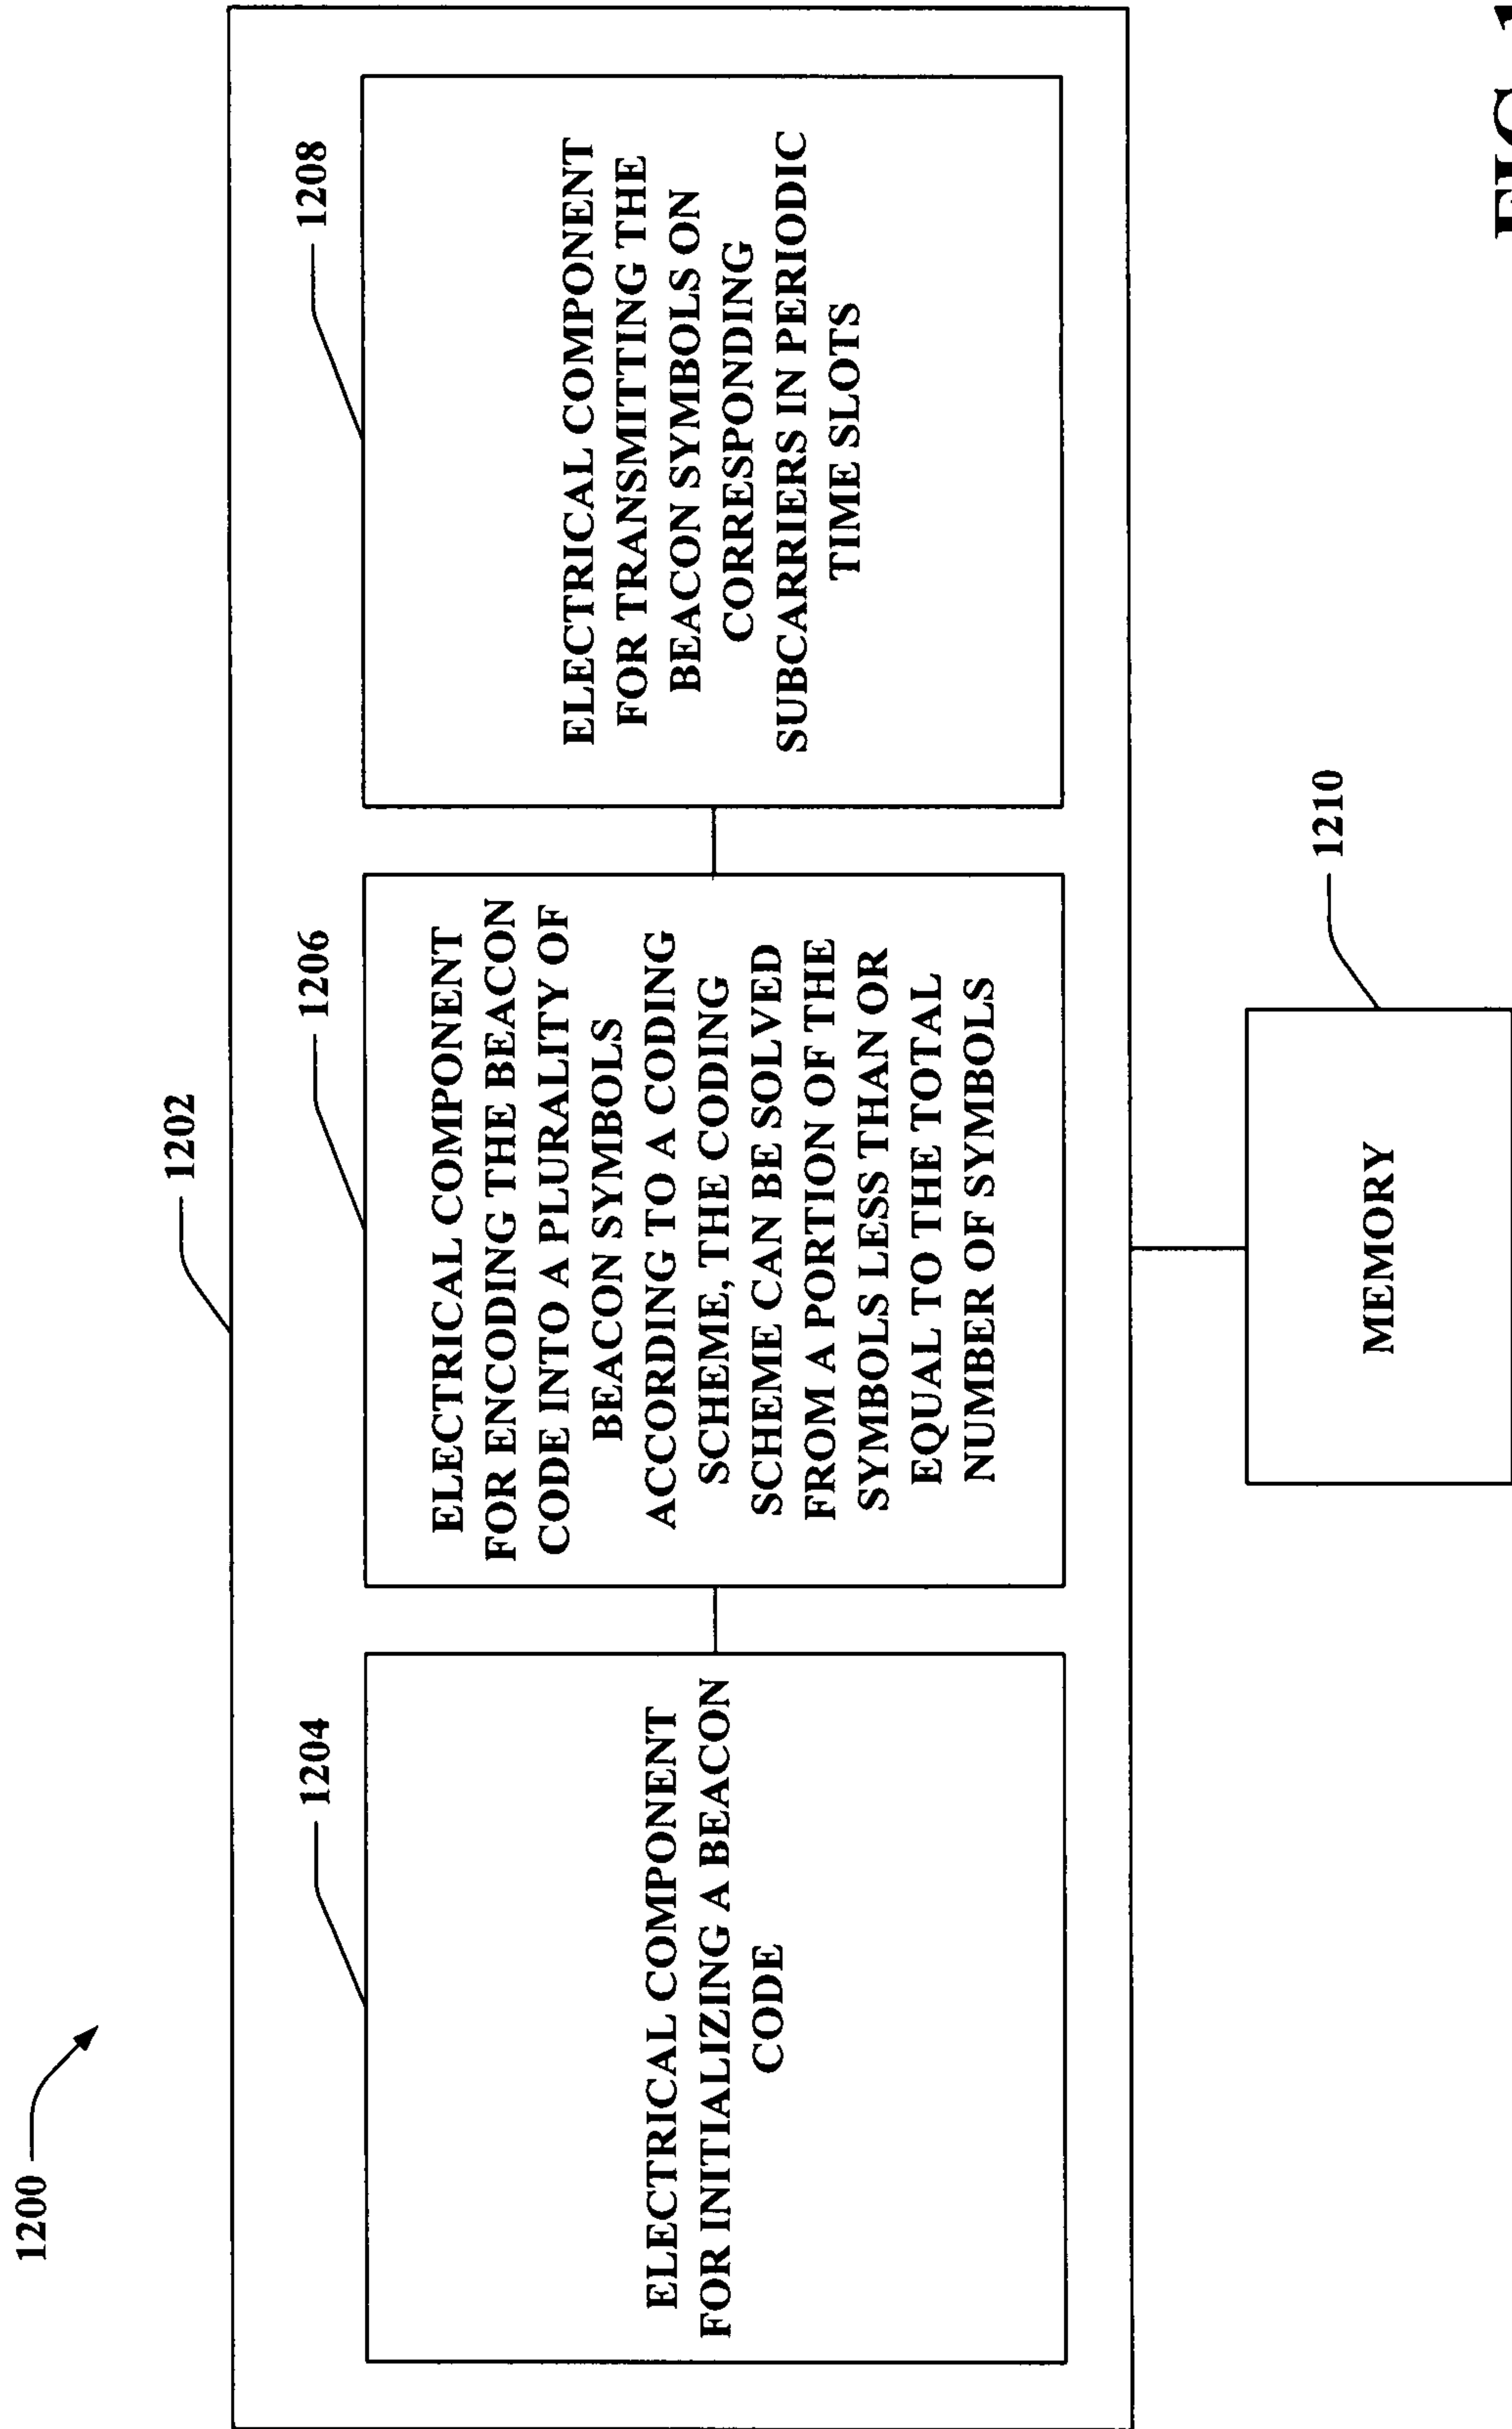 1200
1202
1204
ELECTRICAL COMPONENT
FOR INITIALIZING A BEACON
CODE
1206
ELECTRICAL COMPONENT
FOR ENCODING THE BEACON
CODE INTO A PLURALITY OF
BEACON SYMBOLS
ACCORDING TO A CODING
SCHEME, THE CODING
SCHEME CAN BE SOLVED
FROM A PORTION OF THE
SYMBOLS LESS THAN OR
EQUAL TO THE TOTAL
NUMBER OF SYMBOLS
1208
ELECTRICAL COMPONENT
FOR TRANSMITTING THE
BEACON SYMBOLS ON
CORRESPONDING
SUBCARRIERS IN PERIODIC
TIME SLOTS
1210
MEMORY